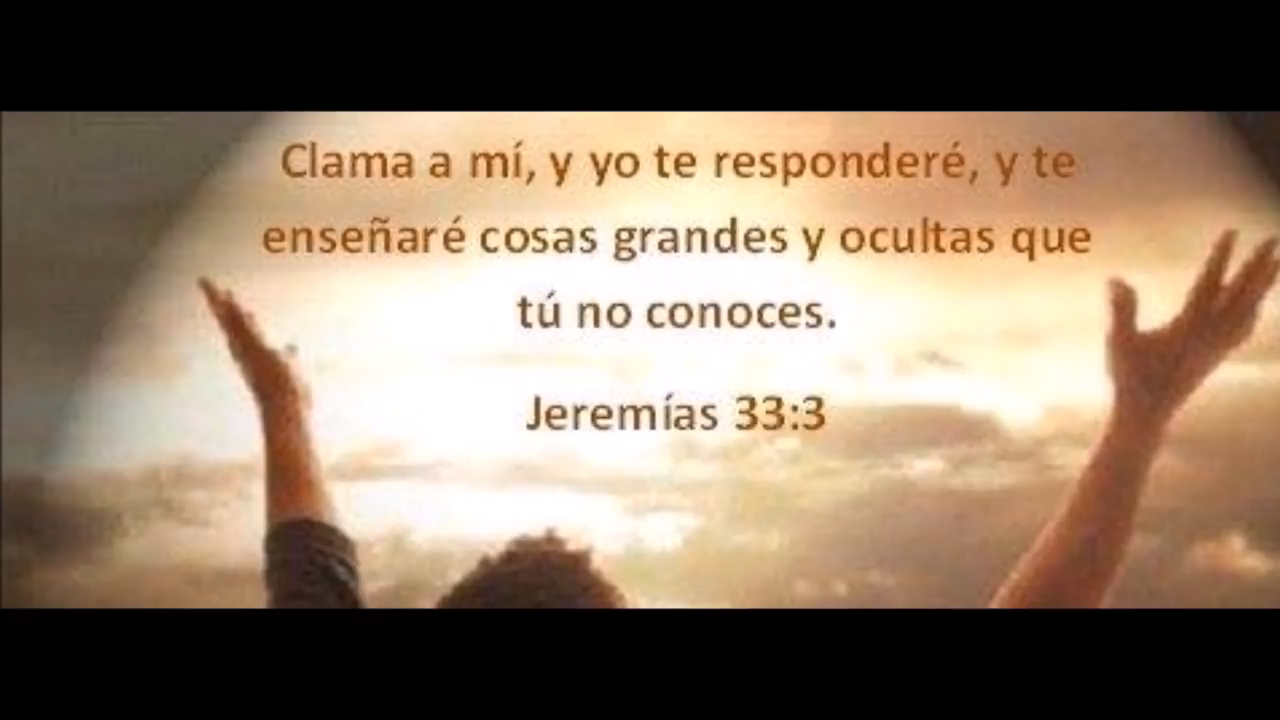 Clama a mí, y yo te responderé, y te
enseñaré cosas grandes y ocultas que
tú no conoces.
Jeremías 33:3